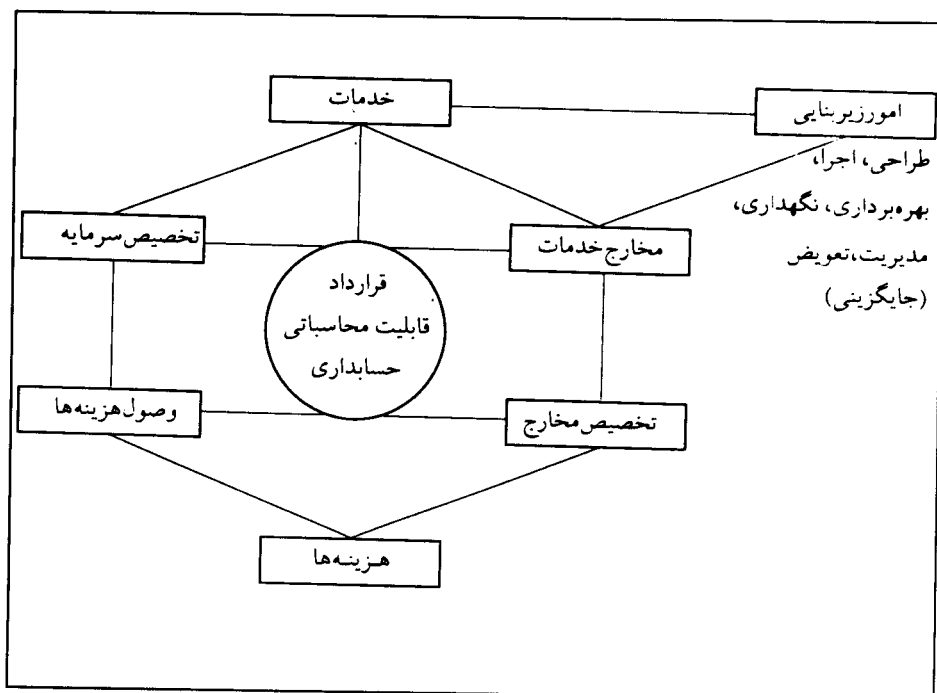 خدمات
امورزیربنایی
طراحی، اجرا،
بهره‌برداری، نگهداری،
مدیریت،تعویض
(جایگزینی)
مخارج خدمات
تخصیص سرمایه
قرارداد
قابلیت محاسباتی
حسابداری
تخصیص مخارج
وصول هزینه‌ها
هزینه‌ها